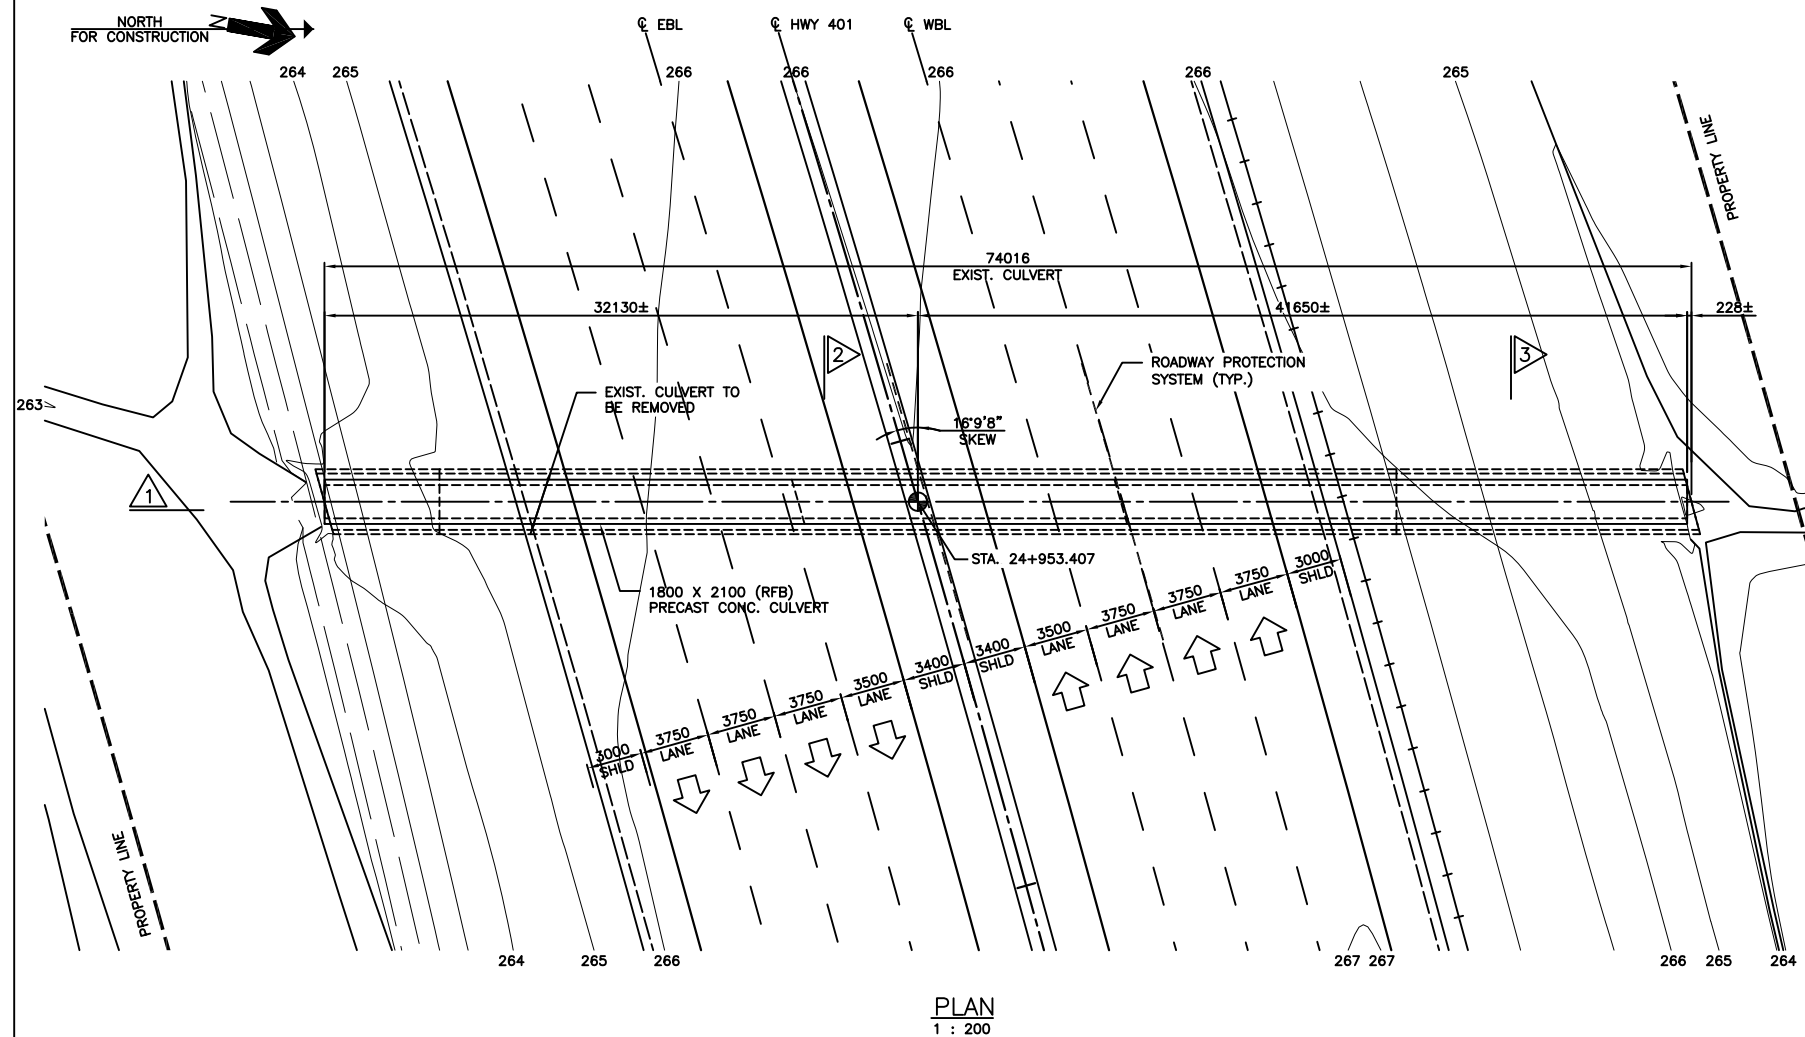 NORTH
FOR CONSTRUCTION
N
℄ EBL
℄ HWY 401
℄ WBL
264
265
266
266
266
266
265
PROPERTY LINE
74016
EXIST. CULVERT
32130±
41650±
228±
2
3
ROADWAY PROTECTION
SYSTEM (TYP.)
EXIST. CULVERT TO
BE REMOVED
263
16°9'8"
SKEW
1
STA. 24+953.407
1800 X 2100 (RFB)
PRECAST CONC. CULVERT
3000
SHLD
3750
LANE
3750
LANE
3750
LANE
3500
LANE
3400
SHLD
3400
SHLD
3500
LANE
3750
LANE
3750
LANE
3750
LANE
3000
SHLD
PROPERTY LINE
264
265
266
267
267
266
265
264
PLAN
1 : 200